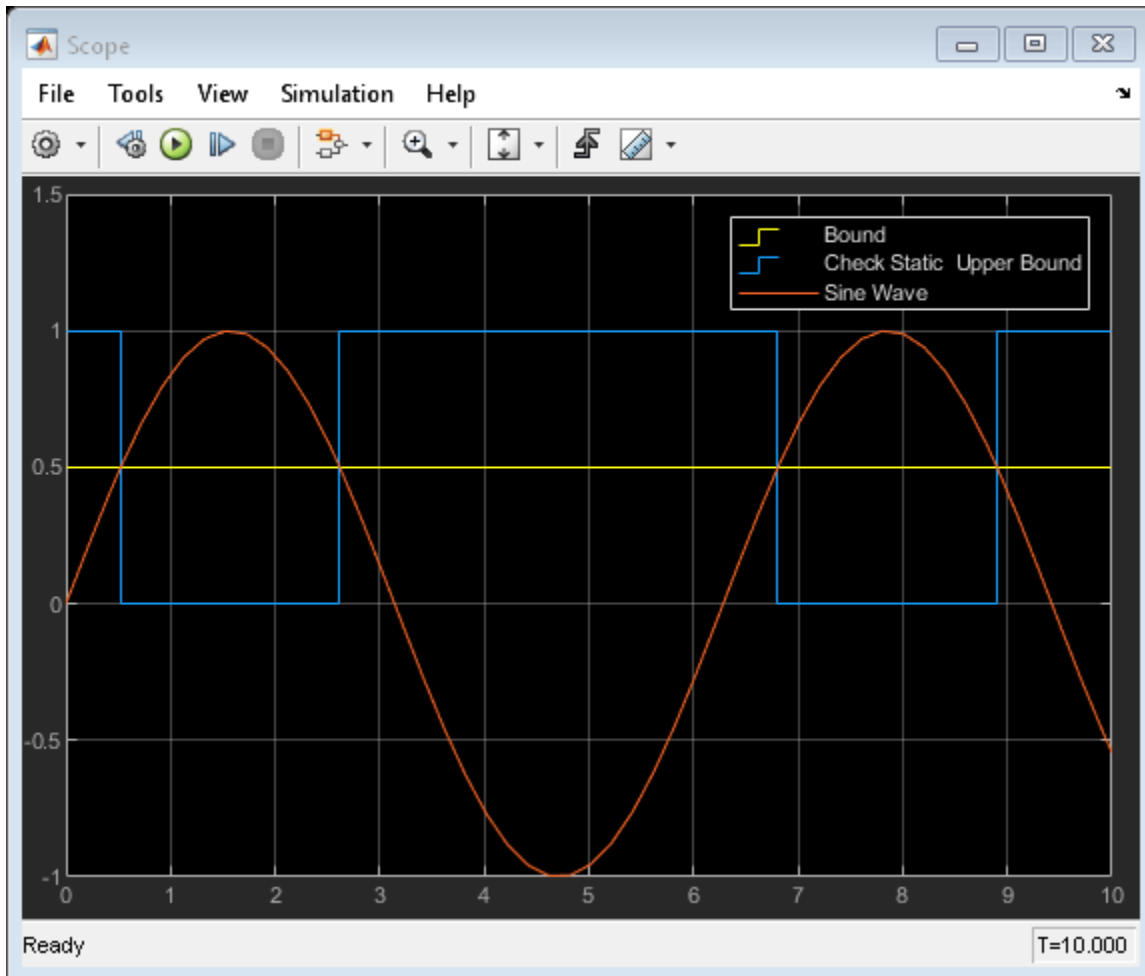 Scope
File Tools View Simulation Help
1.5
Bound
Check Static Upper Bound
Sine Wave
1
0.5
0
-0.5
-1
0 1 2 3 4 5 6 7 8 9 10
Ready T=10.000